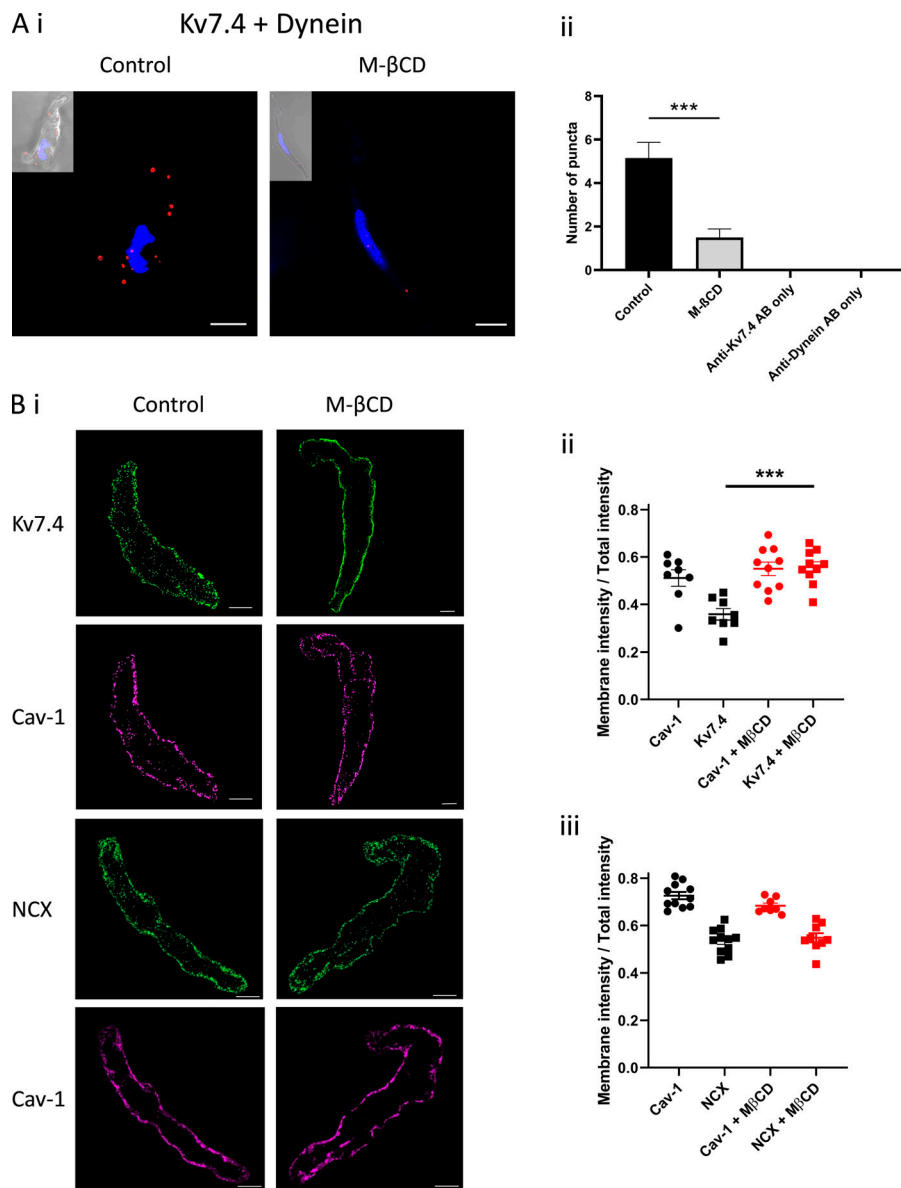 A i
Kv7.4 + Dynein
Control
M-βCD
ii
Number of puncta
8
6
4
2
0
***
Control
M-βCD
Anti-Kv7.4 AB only
Anti-Dynein AB only
B i
Control
M-βCD
Kv7.4
Cav-1
NCX
Cav-1
ii
Membrane intensity / Total intensity
0.8
0.6
0.4
0.2
0.0
***
Cav-1
Kv7.4
Cav-1 + MβCD
Kv7.4 + MβCD
iii
Membrane intensity / Total intensity
0.8
0.6
0.4
0.2
0.0
Cav-1
NCX
Cav-1 + MβCD
NCX + MβCD